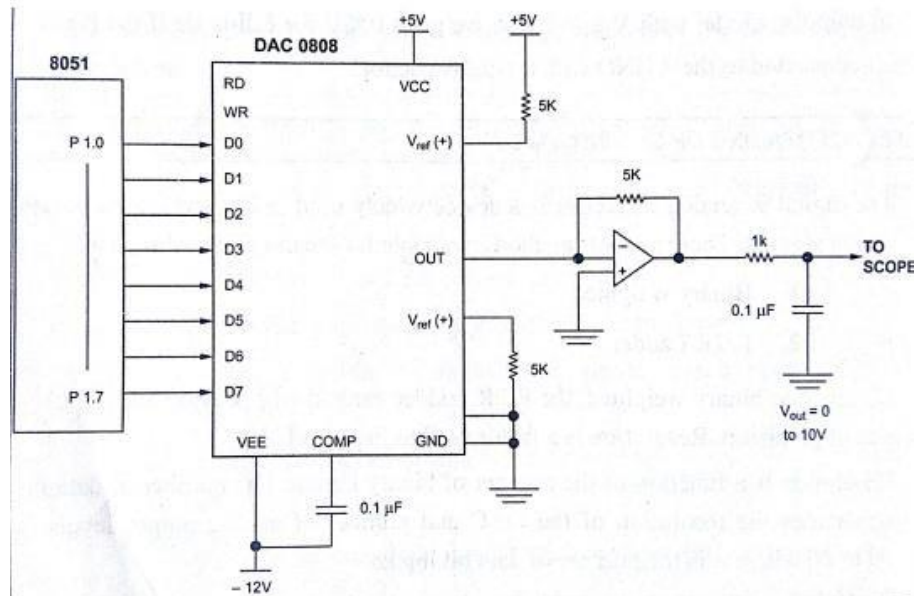 +5V
+5V
DAC 0808
8051
RD
WR
VCC
5K
P 1.0
D0
Vref (+)
D1
5K
D2
D3
OUT
1k
TO
SCOPE
D4
D5
Vref (+)
0.1 µF
D6
5K
P 1.7
D7
Vout = 0
to 10V
VEE
COMP
GND
0.1 µF
– 12V